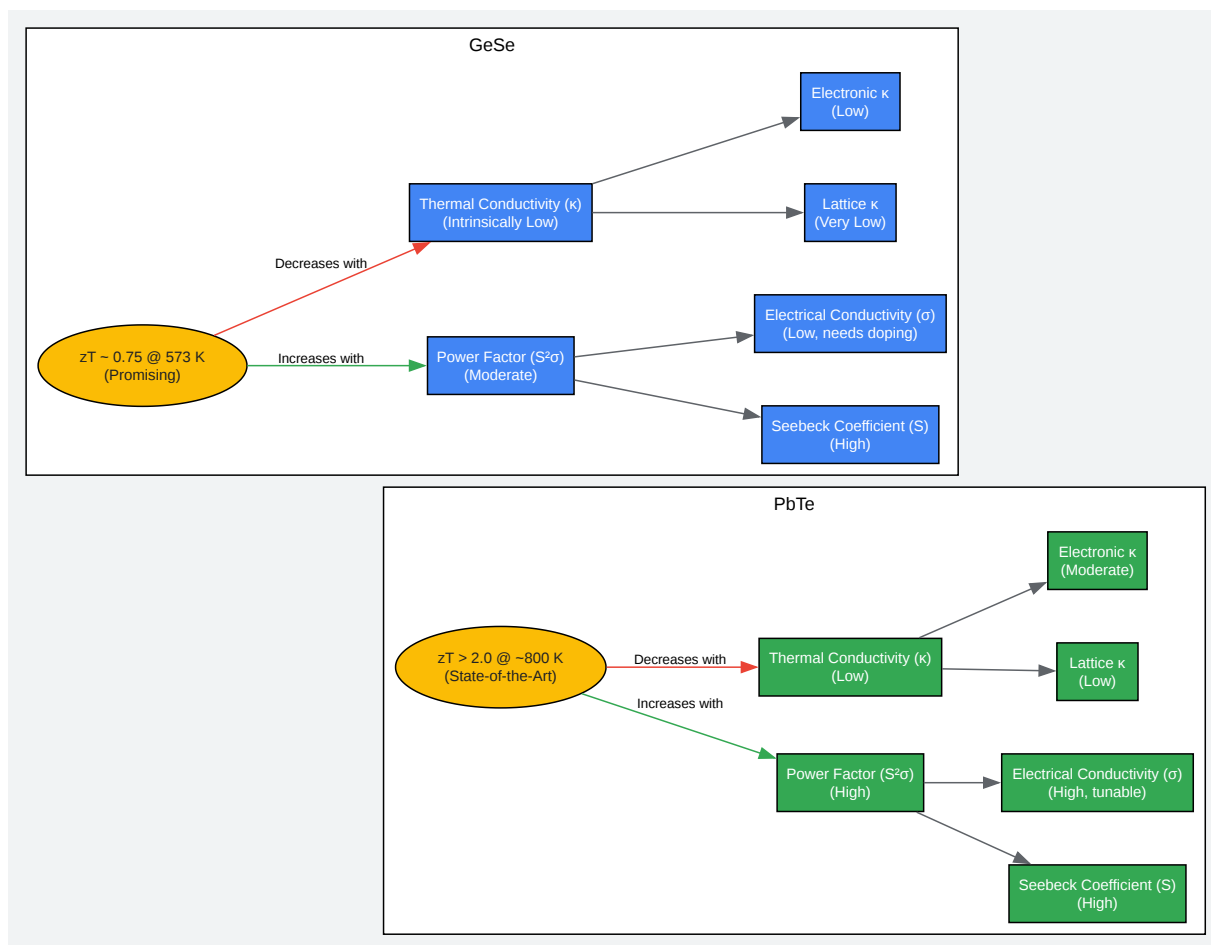 GeSe
Electronic κ
(Low)
Thermal Conductivity (κ)
(Intrinsically Low)
Lattice κ
(Very Low)
Decreases with
Electrical Conductivity (σ)
(Low, needs doping)
zT ~ 0.75 @ 573 K
(Promising)
Increases with
Power Factor (S²σ)
(Moderate)
Seebeck Coefficient (S)
(High)
PbTe
Electronic κ
(Moderate)
zT > 2.0 @ ~800 K
(State-of-the-Art)
Decreases with
Thermal Conductivity (κ)
(Low)
Lattice κ
(Low)
Increases with
Power Factor (S²σ)
(High)
Electrical Conductivity (σ)
(High, tunable)
Seebeck Coefficient (S)
(High)